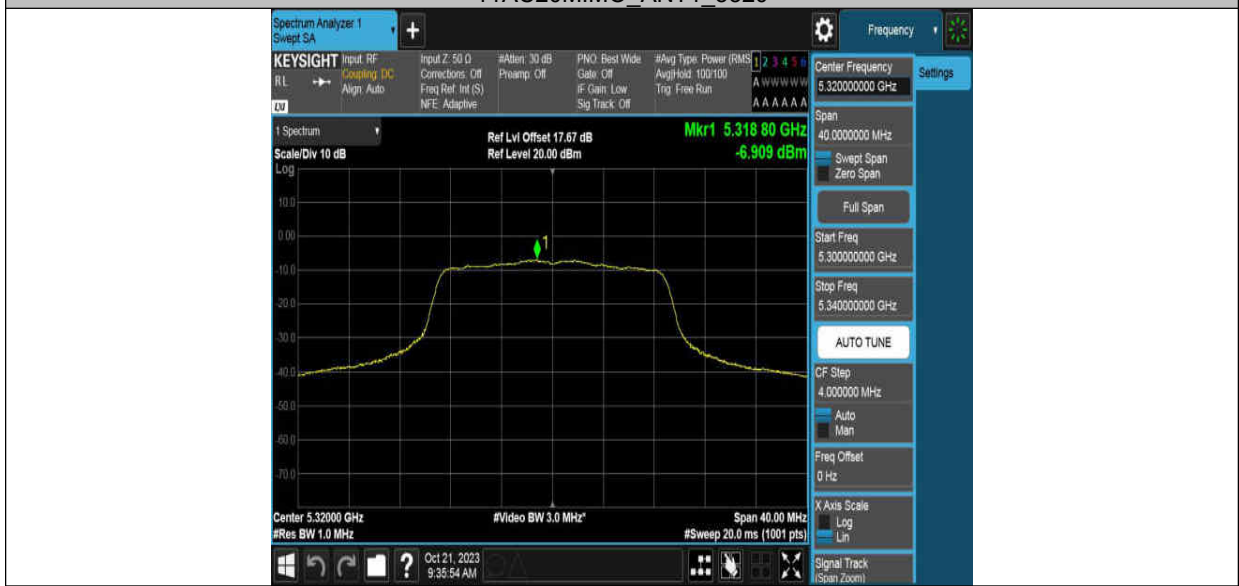 Spectrum Analyzer 1
Swept SA
+
Frequency
KEYSIGHT
RL
Input: RF
Coupling: DC
Align: Auto
Input Z: 50 Ω
Corrections: Off
Freq Ref: Int (S)
NFE: Adaptive
#Atten: 30 dB
Preamp: Off
PNO: Best Wide
Gate: Off
IF Gain: Low
Sig Track: Off
#Avg Type: Power (RMS
Avg|Hold: 100/100
Trig: Free Run
1 2 3 4 5 6
A W W W W W
A A A A A A
1 Spectrum
Scale/Div 10 dB
Log
Ref Lvl Offset 17.67 dB
Ref Level 20.00 dBm
Mkr1 5.318 80 GHz
-6.909 dBm
10.0
0.00
-10.0
-20.0
-30.0
-40.0
-50.0
-60.0
-70.0
1
Center 5.32000 GHz
#Res BW 1.0 MHz
#Video BW 3.0 MHz*
Span 40.00 MHz
#Sweep 20.0 ms (1001 pts)
Oct 21, 2023
9:35:54 AM
?
Center Frequency
5.320000000 GHz
Settings
Span
40.0000000 MHz
Swept Span
Zero Span
Full Span
Start Freq
5.300000000 GHz
Stop Freq
5.340000000 GHz
AUTO TUNE
CF Step
4.000000 MHz
Auto
Man
Freq Offset
0 Hz
X Axis Scale
Log
Lin
Signal Track
(Span Zoom)